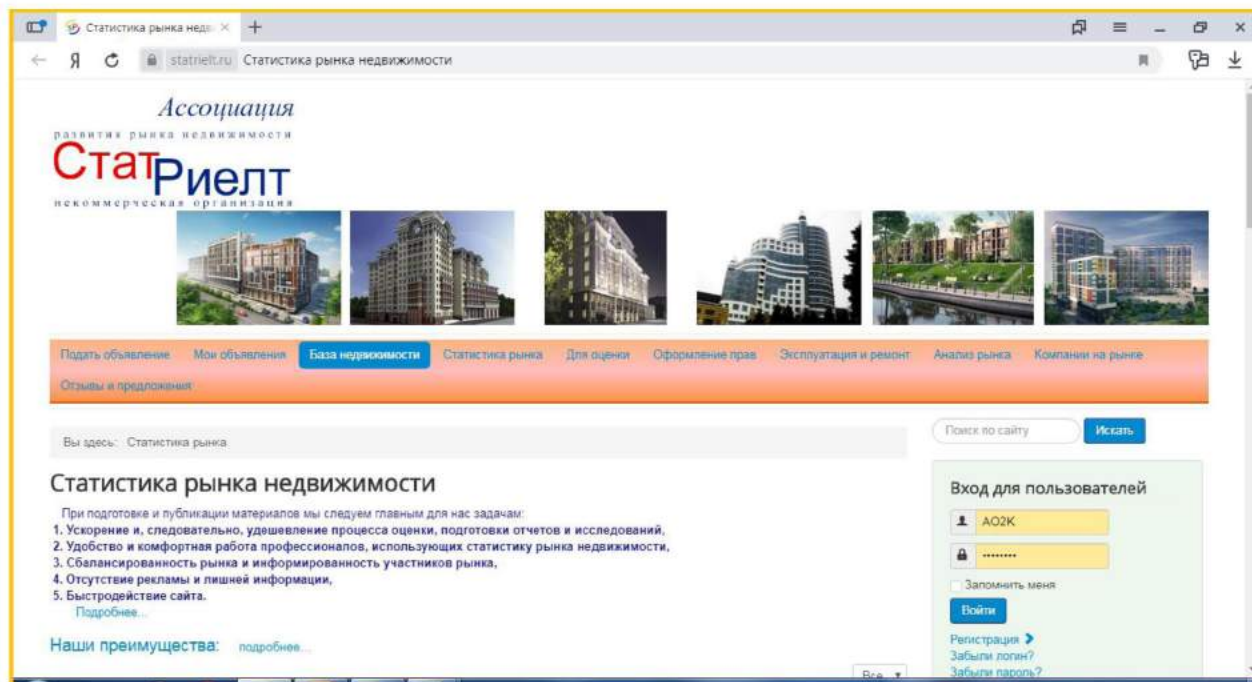 Статистика рынка недв
statrielt.ru Статистика рынка недвижимости
Ассоциация
развития рынка недвижимости
СтатРиелт
некоммерческая организация
Подать объявление Мои объявления База недвижимости Статистика рынка Для оценки Оформление прав Эксплуатация и ремонт Анализ рынка Компании на рынке
Отзывы и предложения
Поиск по сайту Искать
Вы здесь: Статистика рынка
Статистика рынка недвижимости
При подготовке и публикации материалов мы следуем главным для нас задачам:
1. Ускорение и, следовательно, удешевление процесса оценки, подготовки отчетов и исследований,
2. Удобство и комфортная работа профессионалов, использующих статистику рынка недвижимости,
3. Сбалансированность рынка и информированность участников рынка,
4. Отсутствие рекламы и лишней информации,
5. Быстродействие сайта.
Подробнее...
Наши преимущества: подробнее...
Все
Вход для пользователей
AO2K
••••••••
Запомнить меня
Войти
Регистрация
Забыли логин?
Забыли пароль?